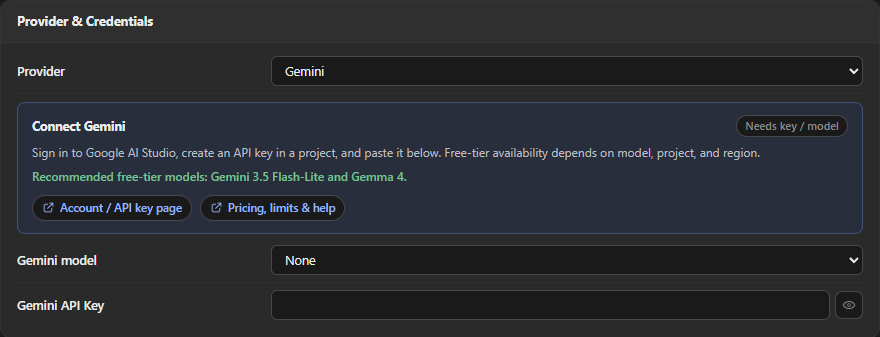 Provider & Credentials
Provider
Gemini
Connect Gemini
Needs key / model
Sign in to Google AI Studio, create an API key in a project, and paste it below. Free-tier availability depends on model, project, and region.
Recommended free-tier models: Gemini 3.5 Flash-Lite and Gemma 4.
Account / API key page
Pricing, limits & help
Gemini model
None
Gemini API Key